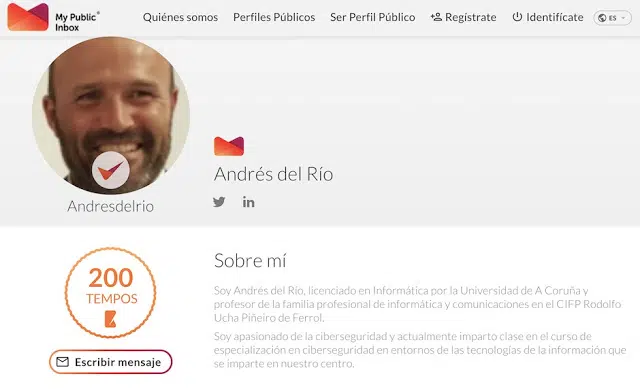 My Public®
Inbox
Quiénes somos
Perfiles Públicos
Ser Perfil Público
Regístrate
Identifícate
ES
Andrés del Río
Andresdelrio
Sobre mí
200
TEMPOS
Escribir mensaje
Soy Andrés del Rio, licenciado en Informática por la Universidad de A Coruña y
profesor de la familia profesional de informática y comunicaciones en el CIFP Rodolfo
Ucha Piñeiro de Ferrol.
Soy apasionado de la ciberseguridad y actualmente imparto clase en el curso de
especialización en ciberseguridad en entornos de las tecnologías de la información que
se imparte en nuestro centro.